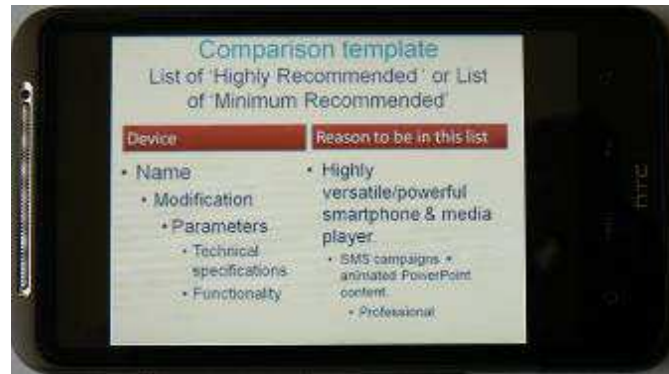 Comparison template
List of 'Highly Recommended ' or List
of 'Minimum Recommended'
Device
Reason to be in this list
• Name
• Modification
• Parameters
• Technical
specifications
• Functionality
• Highly
versatile/powerful
smartphone & media
player
• SMS campaigns +
animated PowerPoint
content.
• Professional
hTC